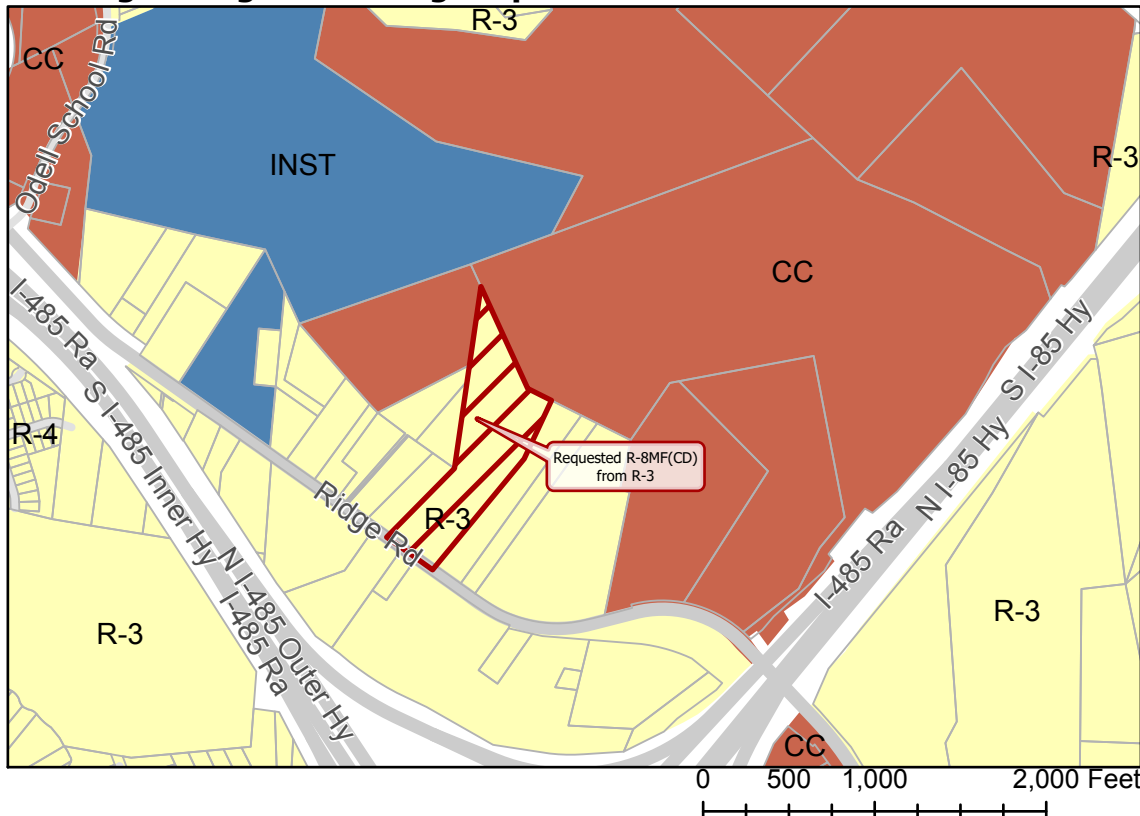 R-3
CC
Odell School Rd
INST
R-3
CC
I-485 Ra
S I-485 Inner Hy
S I-85 Hy
N I-85 Hy
R-4
Requested R-8MF(CD)
from R-3
Ridge Rd
R-3
I-485 Ra
N I-485 Outer Hy
I-485 Ra
R-3
R-3
CC
0 500 1,000 2,000 Feet